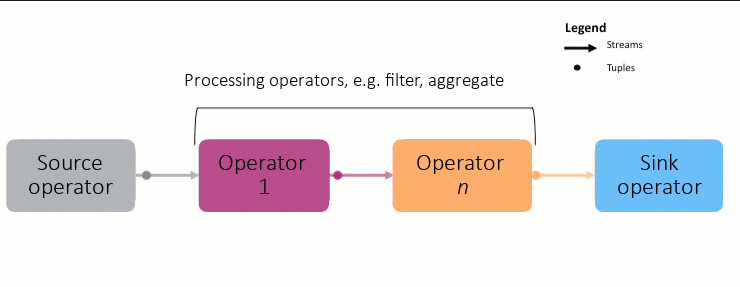 Legend
Streams
Tuples
Processing operators, e.g. filter, aggregate
Source
operator
Operator
1
Operator
n
Sink
operator